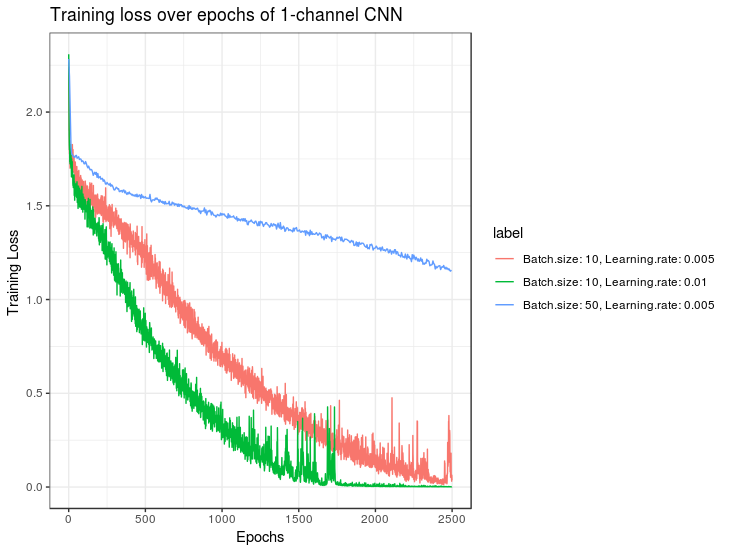 Training loss over epochs of 1-channel CNN
Training Loss
2.0
1.5
1.0
0.5
0.0
0 500 1000 1500 2000 2500
Epochs
label
Batch.size: 10, Learning.rate: 0.005
Batch.size: 10, Learning.rate: 0.01
Batch.size: 50, Learning.rate: 0.005